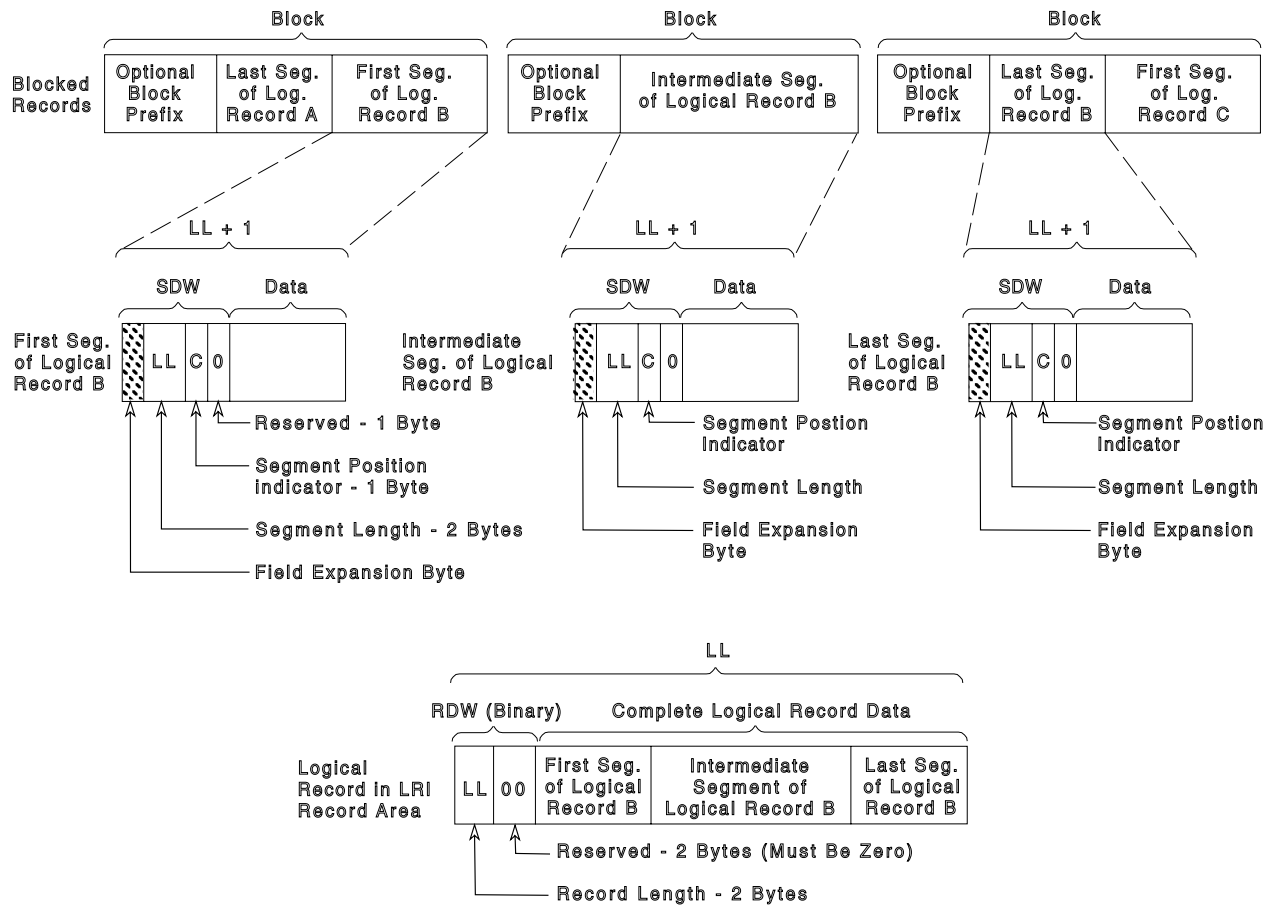 Block
Block
Block
Blocked
Records
Optional
Block
Prefix
Last Seg.
of Log.
Record A
First Seg.
of Log.
Record B
Optional
Block
Prefix
Intermediate Seg.
of Logical Record B
Optional
Block
Prefix
Last Seg.
of Log.
Record B
First Seg.
of Log.
Record C
LL + 1
LL + 1
LL + 1
SDW
Data
SDW
Data
SDW
Data
First Seg.
of Logical
Record B
LL
C
0
Intermediate
Seg. of Logical
Record B
LL
C
0
Last Seg.
of Logical
Record B
LL
C
0
Reserved - 1 Byte
Segment Position
indicator - 1 Byte
Segment Length - 2 Bytes
Field Expansion Byte
Segment Postion
Indicator
Segment Length
Field Expansion
Byte
Segment Postion
Indicator
Segment Length
Field Expansion
Byte
LL
RDW (Binary)
Complete Logical Record Data
Logical
Record in LRI
Record Area
LL
00
First Seg.
of Logical
Record B
Intermediate
Segment of
Logical Record B
Last Seg.
of Logical
Record B
Reserved - 2 Bytes (Must Be Zero)
Record Length - 2 Bytes